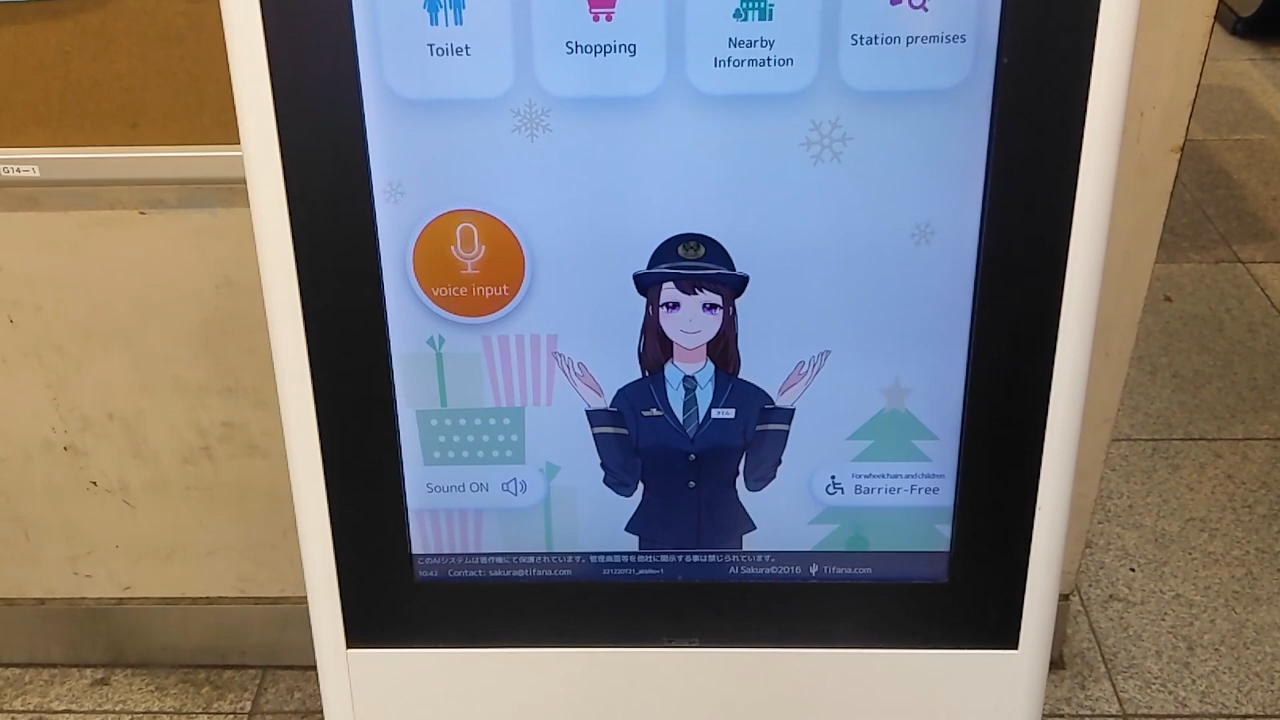 Toilet
Shopping
Nearby
Information
Station premises
G14-1
voice input
Sound ON
For wheelchairs and children
Barrier-Free
このAIシステムは著作権にて保護されています。管理画面等を他社に開示する事は禁じられています。
10:42 Contact: sakura@tifana.com
AI Sakura©2016 Tifana.com